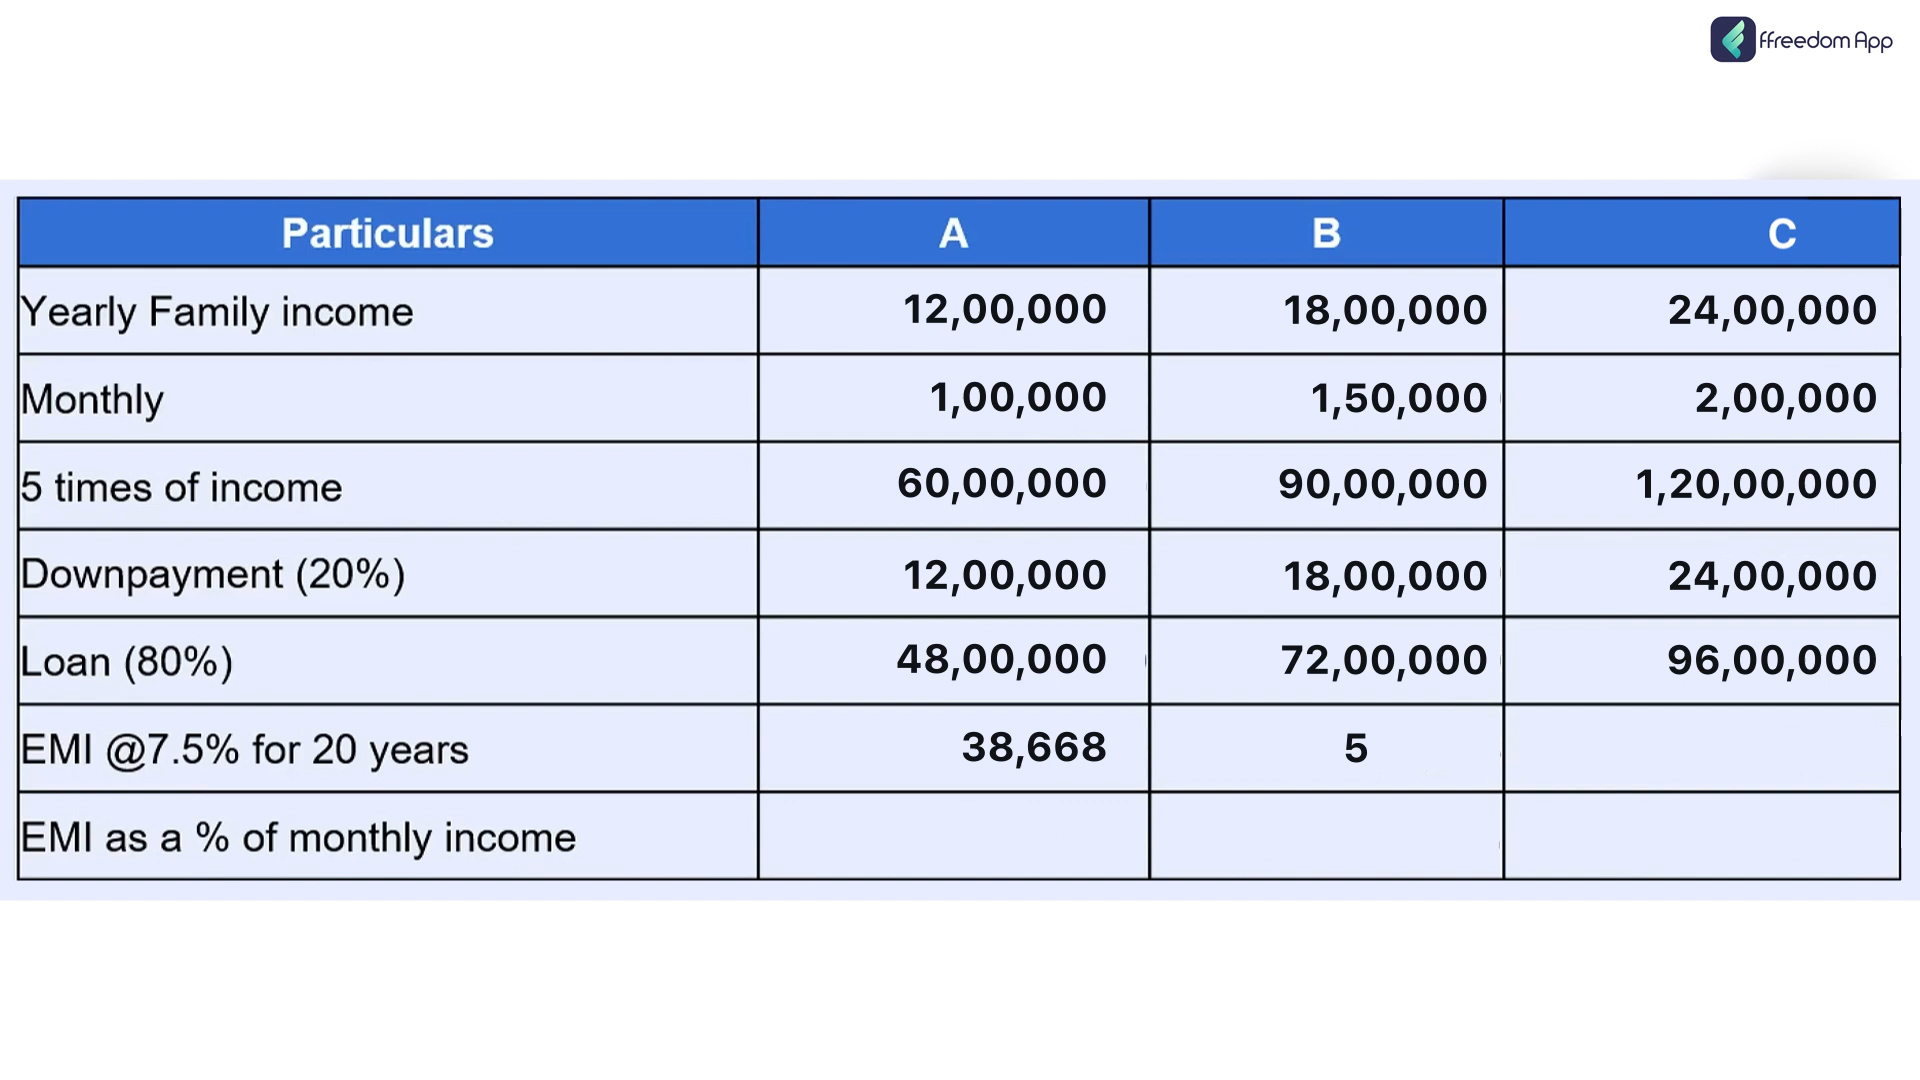 ffreedom App
Particulars A B C
Yearly Family income 12,00,000 18,00,000 24,00,000
Monthly 1,00,000 1,50,000 2,00,000
5 times of income 60,00,000 90,00,000 1,20,00,000
Downpayment (20%) 12,00,000 18,00,000 24,00,000
Loan (80%) 48,00,000 72,00,000 96,00,000
EMI @7.5% for 20 years 38,668 5
EMI as a % of monthly income